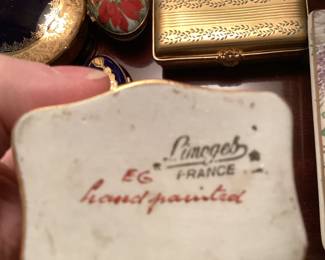 Limoges
FRANCE
EG
hand painted